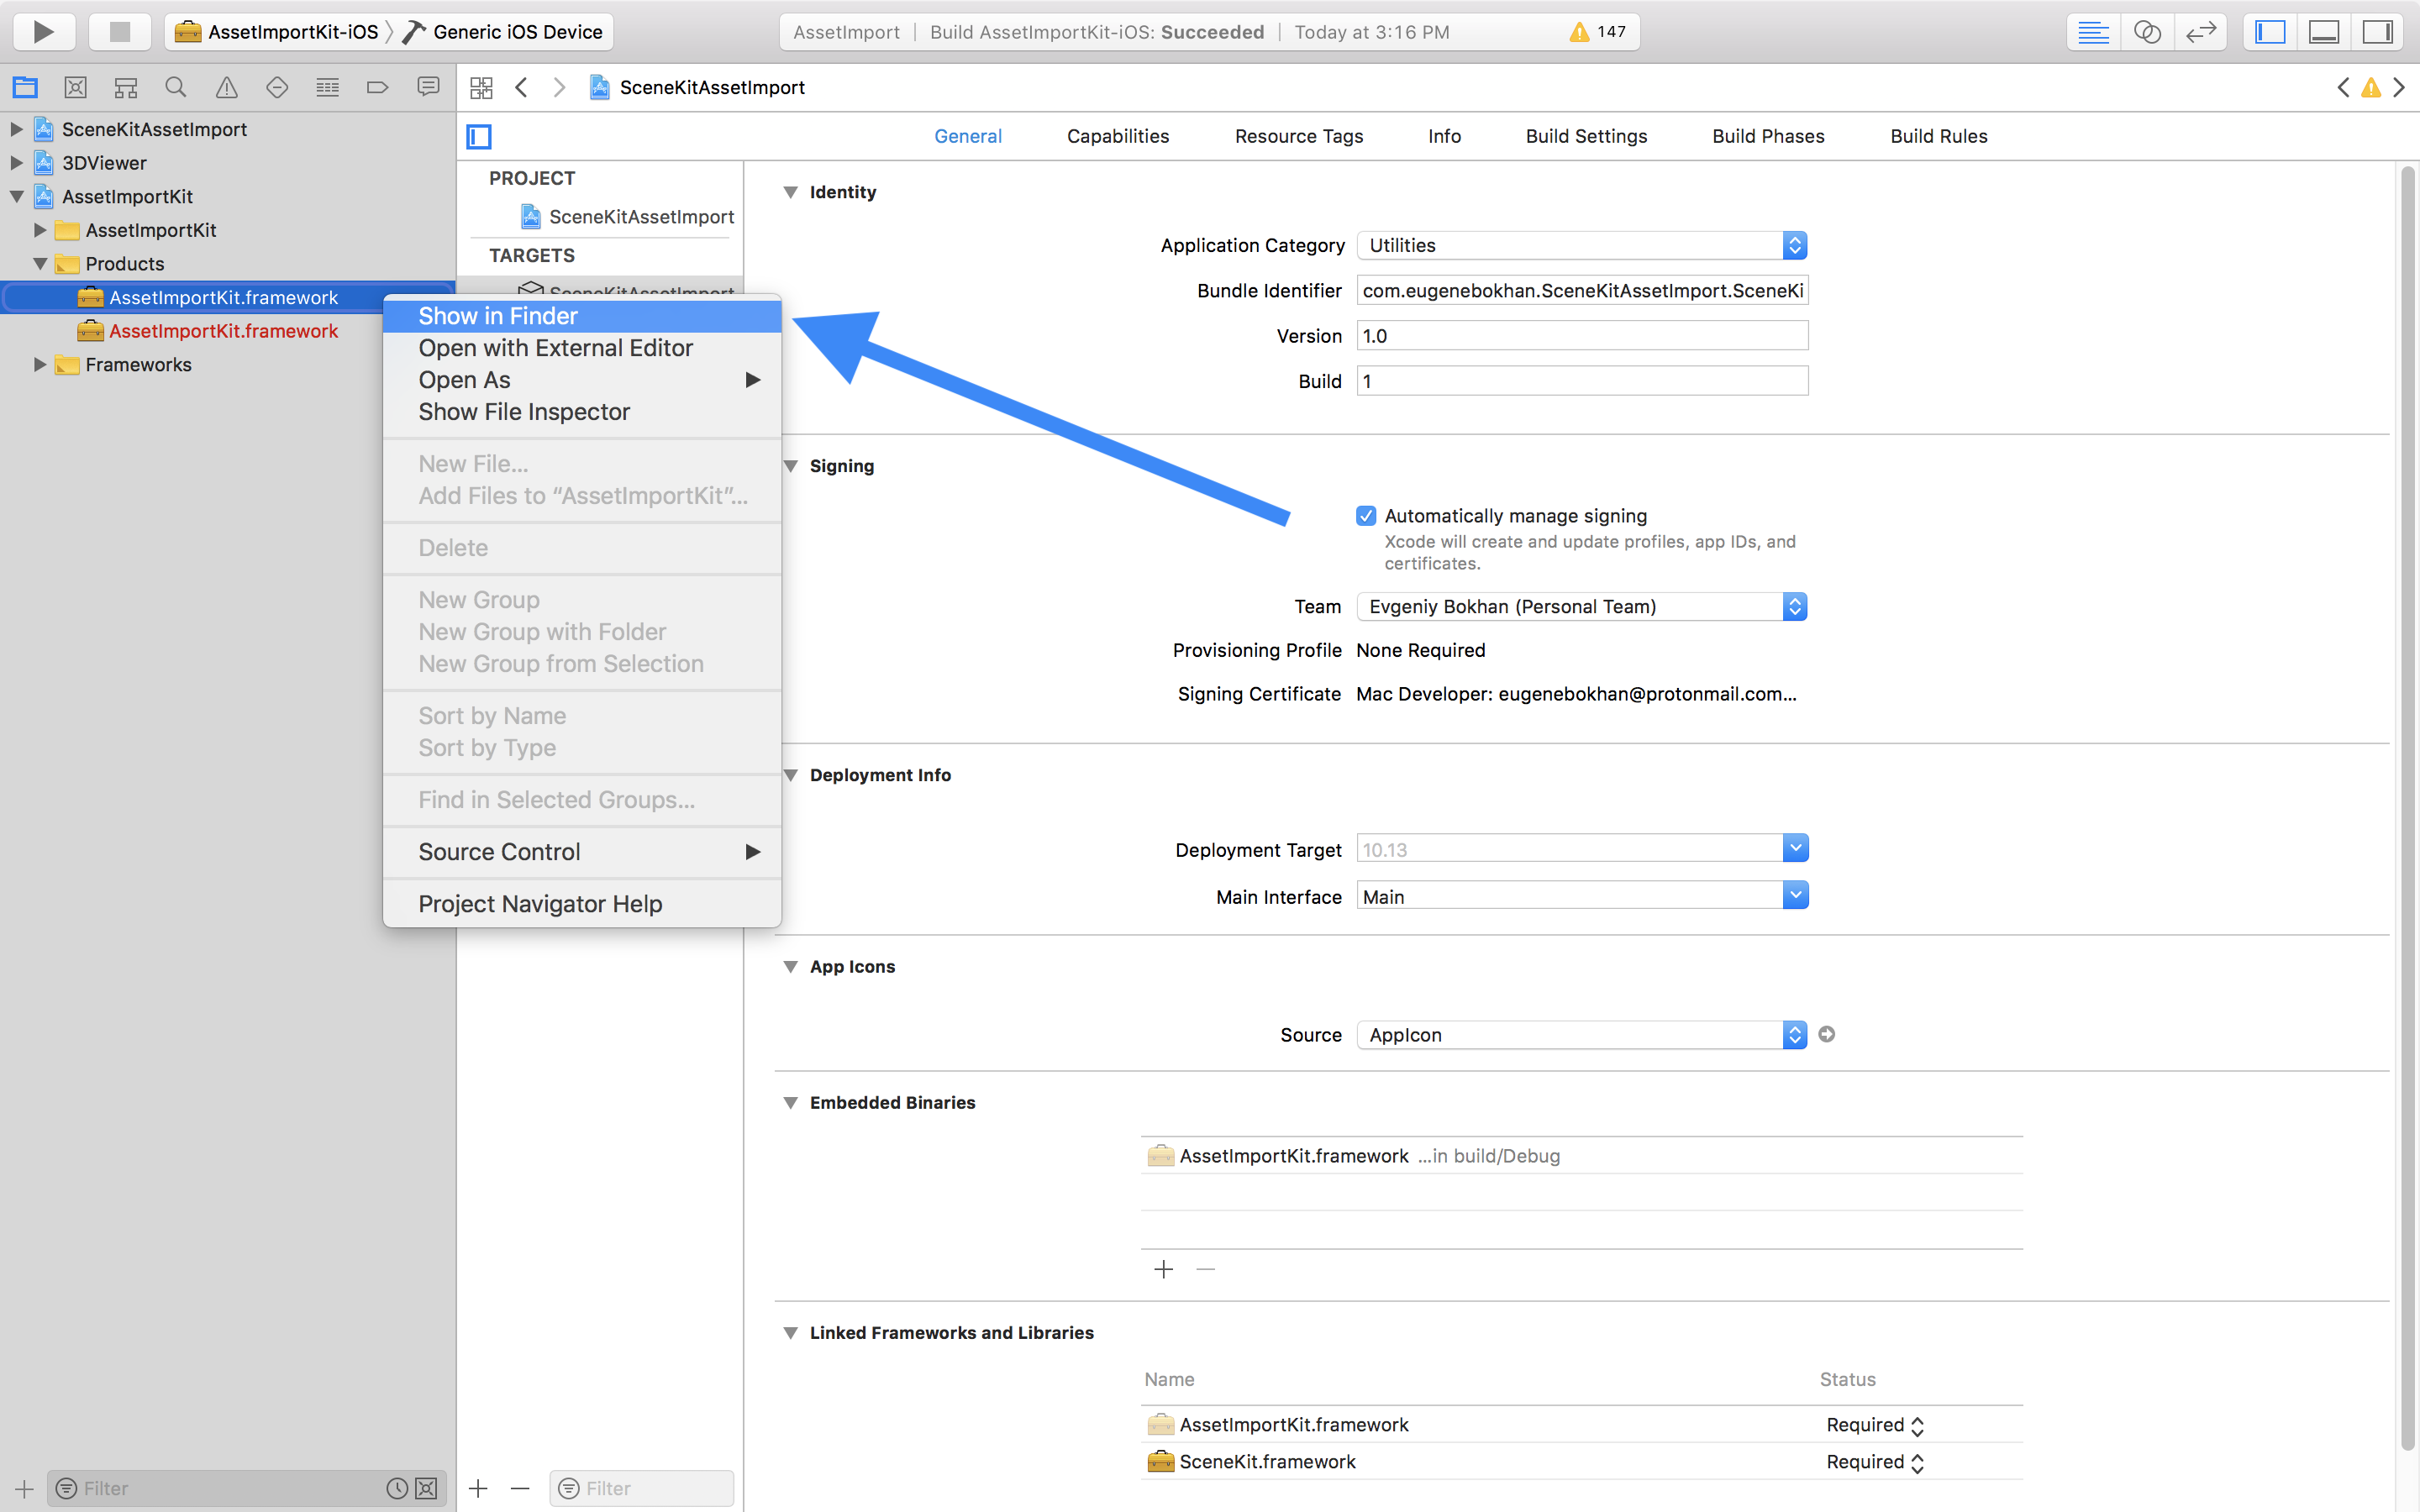 AssetImportKit-iOS
Generic iOS Device
AssetImport
Build AssetImportKit-iOS: Succeeded
Today at 3:16 PM
147
SceneKitAssetImport
SceneKitAssetImport
3DViewer
AssetImportKit
AssetImportKit
Products
AssetImportKit.framework
AssetImportKit.framework
Frameworks
Filter
General
Capabilities
Resource Tags
Info
Build Settings
Build Phases
Build Rules
PROJECT
SceneKitAssetImport
TARGETS
SceneKitAssetImport
Filter
Show in Finder
Open with External Editor
Open As
Show File Inspector
New File...
Add Files to “AssetImportKit”...
Delete
New Group
New Group with Folder
New Group from Selection
Sort by Name
Sort by Type
Find in Selected Groups...
Source Control
Project Navigator Help
Identity
Application Category Utilities
Bundle Identifier com.eugenebokhan.SceneKitAssetImport.SceneKi
Version 1.0
Build 1
Signing
Automatically manage signing
Xcode will create and update profiles, app IDs, and
certificates.
Team Evgeniy Bokhan (Personal Team)
Provisioning Profile None Required
Signing Certificate Mac Developer: eugenebokhan@protonmail.com...
Deployment Info
Deployment Target 10.13
Main Interface Main
App Icons
Source AppIcon
Embedded Binaries
AssetImportKit.framework ...in build/Debug
Linked Frameworks and Libraries
Name Status
AssetImportKit.framework Required
SceneKit.framework Required